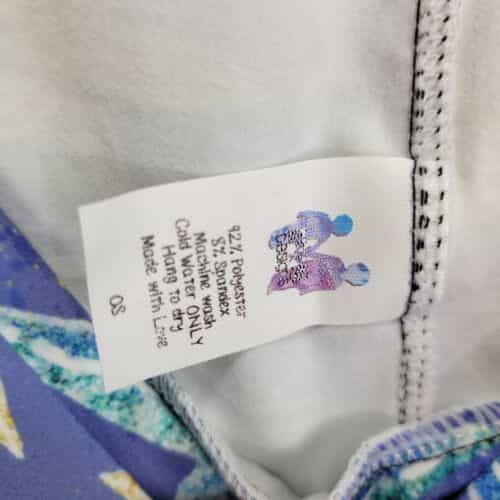 92% Polyester
8% Spandex
Machine wash
Cold water ONLY
Hang to dry
Made with Love
OS